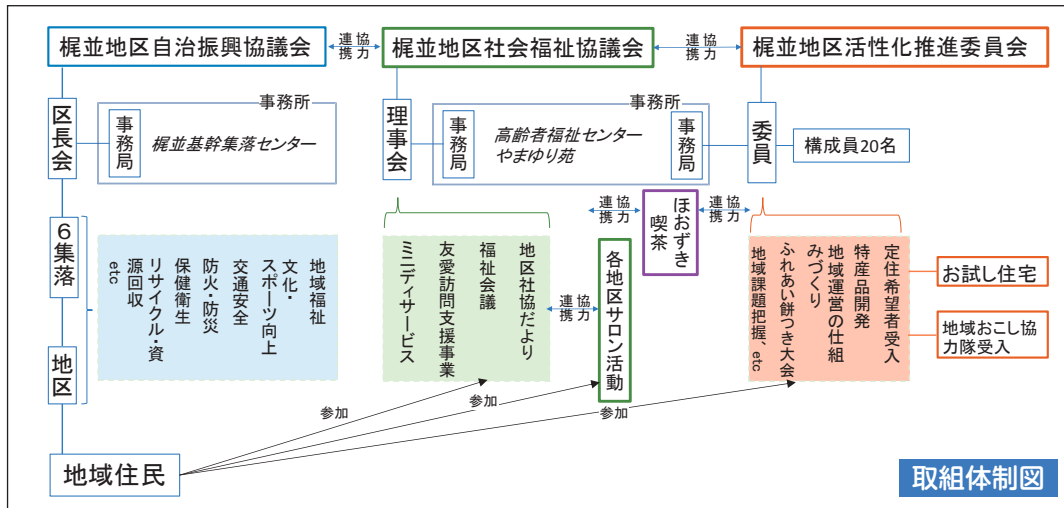 梶並地区自治振興協議会
連携
協力
梶並地区社会福祉協議会
連携
協力
梶並地区活性化推進委員会
区長会
事務所
事務局
梶並基幹集落センター
理事会
事務所
事務局
高齢者福祉センター
やまゆり苑
事務局
委員
構成員20名
6集落
地区
地域福祉
文化・
スポーツ向上
交通安全
防火・防災
保健衛生
リサイクル・資
源回収
etc
地区社協だより
福祉会議
友愛訪問支援事業
ミニデイサービス
連携
協力
各地区サロン活動
連携
協力
ほおずき
喫茶
連携
協力
定住希望者受入
特産品開発
地域運営の仕組
みづくり
ふれあい餅つき大会
地域課題把握、etc
お試し住宅
地域おこし協
力隊受入
参加
参加
参加
地域住民
取組体制図